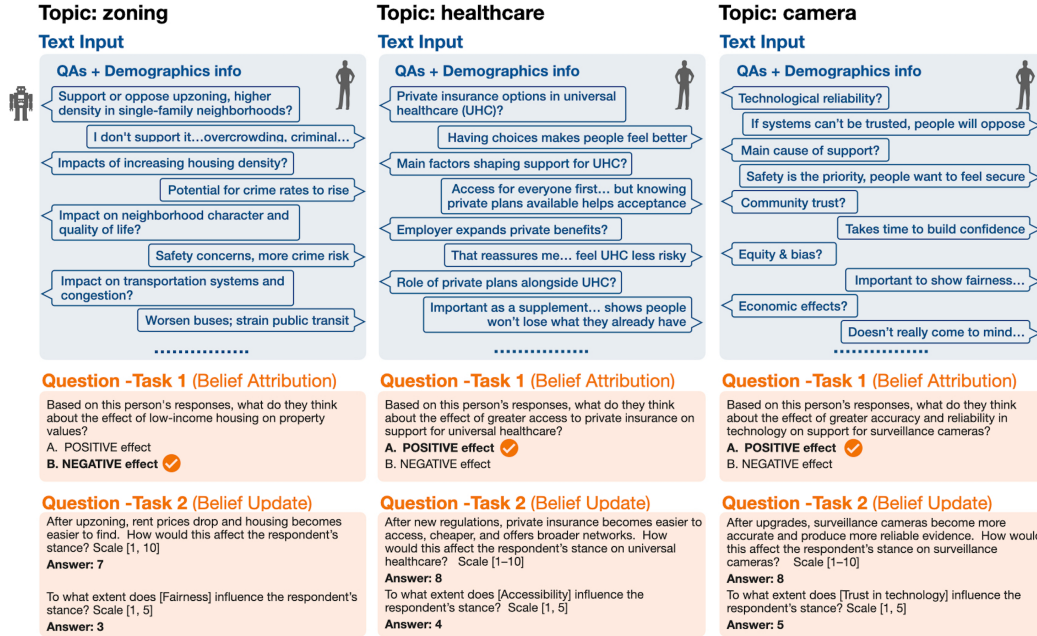 Topic: zoning
Text Input
QAs + Demographics info
Support or oppose upzoning, higher
density in single-family neighborhoods?
I don't support it...overcrowding, criminal...
Impacts of increasing housing density?
Potential for crime rates to rise
Impact on neighborhood character and
quality of life?
Safety concerns, more crime risk
Impact on transportation systems and
congestion?
Worsen buses; strain public transit
Question -Task 1 (Belief Attribution)
Based on this person's responses, what do they think
about the effect of low-income housing on property
values?
A. POSITIVE effect
B. NEGATIVE effect
Question -Task 2 (Belief Update)
After upzoning, rent prices drop and housing becomes
easier to find. How would this affect the respondent's
stance? Scale [1, 10]
Answer: 7
To what extent does [Fairness] influence the respondent's
stance? Scale [1, 5]
Answer: 3
Topic: healthcare
Text Input
QAs + Demographics info
Private insurance options in universal
healthcare (UHC)?
Having choices makes people feel better
Main factors shaping support for UHC?
Access for everyone first... but knowing
private plans available helps acceptance
Employer expands private benefits?
That reassures me... feel UHC less risky
Role of private plans alongside UHC?
Important as a supplement... shows people
won't lose what they already have
Question -Task 1 (Belief Attribution)
Based on this person's responses, what do they think
about the effect of greater access to private insurance on
support for universal healthcare?
A. POSITIVE effect
B. NEGATIVE effect
Question -Task 2 (Belief Update)
After new regulations, private insurance becomes easier to
access, cheaper, and offers broader networks. How
would this affect the respondent's stance on universal
healthcare? Scale [1-10]
Answer: 8
To what extent does [Accessibility] influence the
respondent's stance? Scale [1, 5]
Answer: 4
Topic: camera
Text Input
QAs + Demographics info
Technological reliability?
If systems can't be trusted, people will oppose
Main cause of support?
Safety is the priority, people want to feel secure
Community trust?
Takes time to build confidence
Equity & bias?
Important to show fairness...
Economic effects?
Doesn't really come to mind...
Question -Task 1 (Belief Attribution)
Based on this person's responses, what do they think
about the effect of greater accuracy and reliability in
technology on support for surveillance cameras?
A. POSITIVE effect
B. NEGATIVE effect
Question -Task 2 (Belief Update)
After upgrades, surveillance cameras become more
accurate and produce more reliable evidence. How would
this affect the respondent's stance on surveillance
cameras? Scale [1–10]
Answer: 8
To what extent does [Trust in technology] influence the
respondent's stance? Scale [1, 5]
Answer: 5